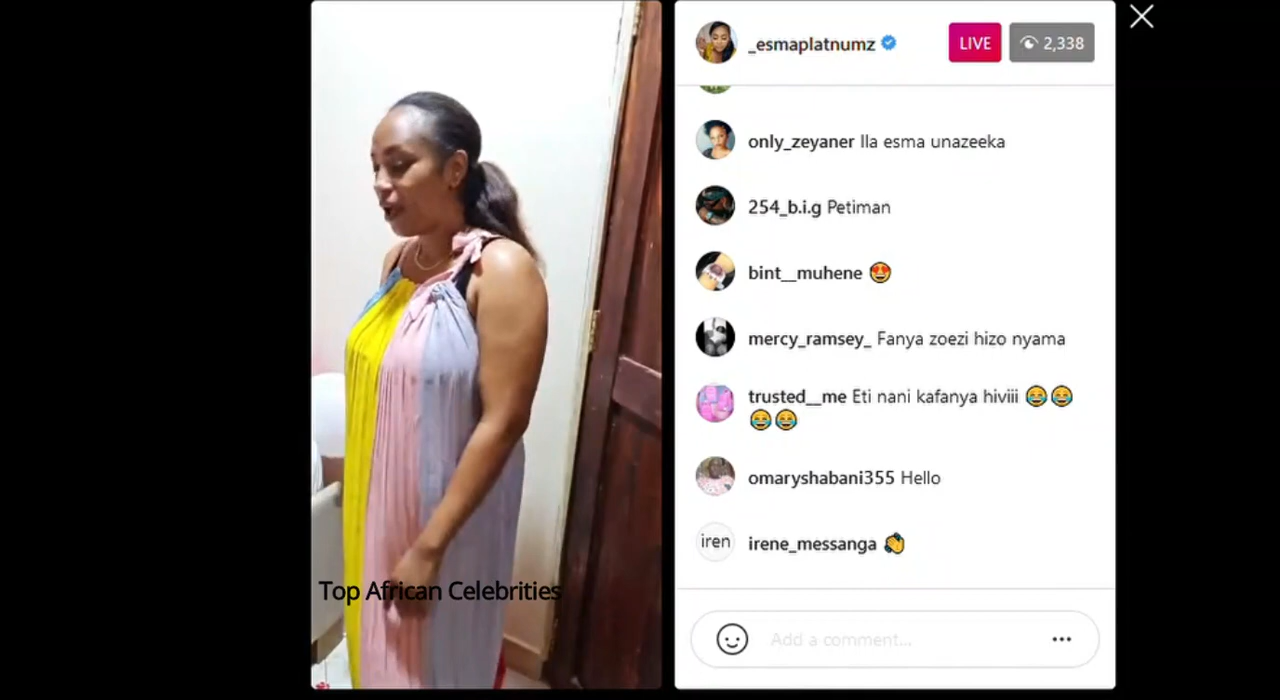 _esmaplatnumz
LIVE
2,338
only_zeyaner Ila esma unazeeka
254_b.i.g Petiman
bint__muhene 😍
mercy_ramsey_ Fanya zoezi hizo nyama
trusted__me Eti nani kafanya hiviii 😂😂
😂😂
omaryshabani355 Hello
iren
irene_messanga 👏
Top African Celebrities
Add a comment...